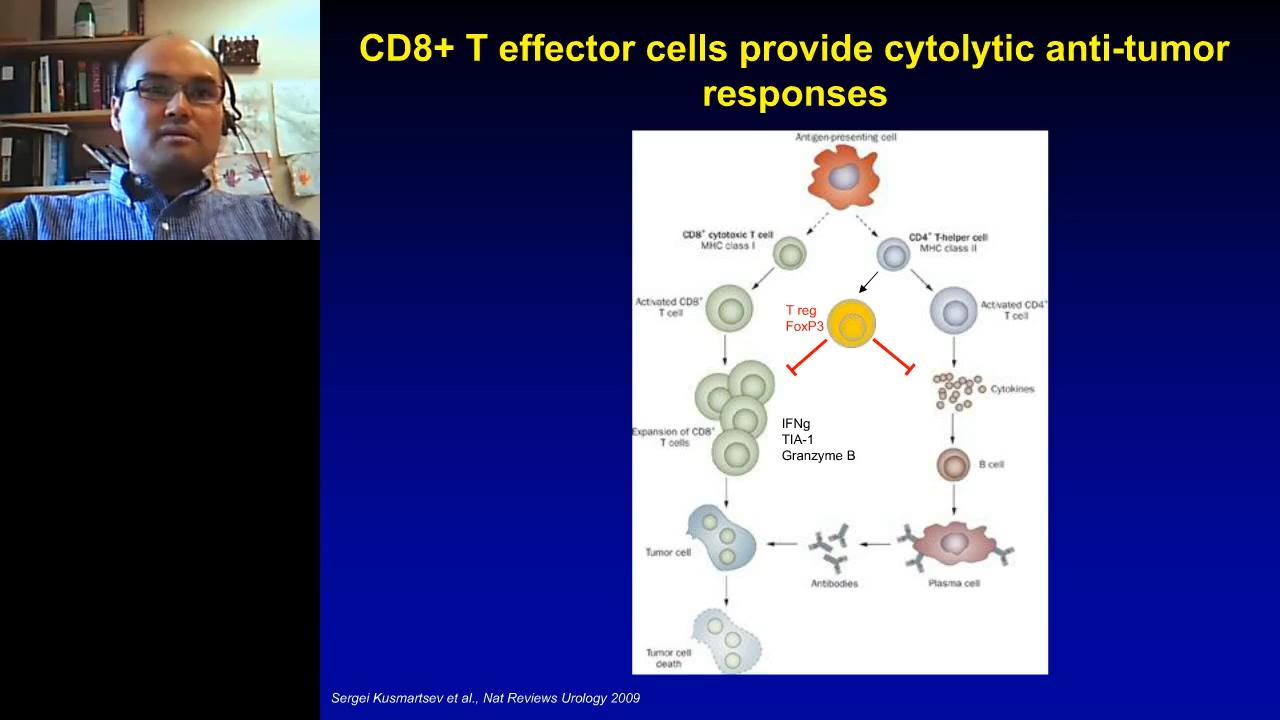 CD8+ T effector cells provide cytolytic anti-tumor
responses
Antigen-presenting cell
CD8⁺ cytotoxic T cell
MHC class I
CD4⁺ T-helper cell
MHC class II
Activated CD8⁺
T cell
T reg
FoxP3
Activated CD4⁺
T cell
Cytokines
Expansion of CD8⁺
T cells
IFNg
TIA-1
Granzyme B
B cell
Tumor cell
Antibodies
Plasma cell
Tumor cell
death
Sergei Kusmartsev et al., Nat Reviews Urology 2009